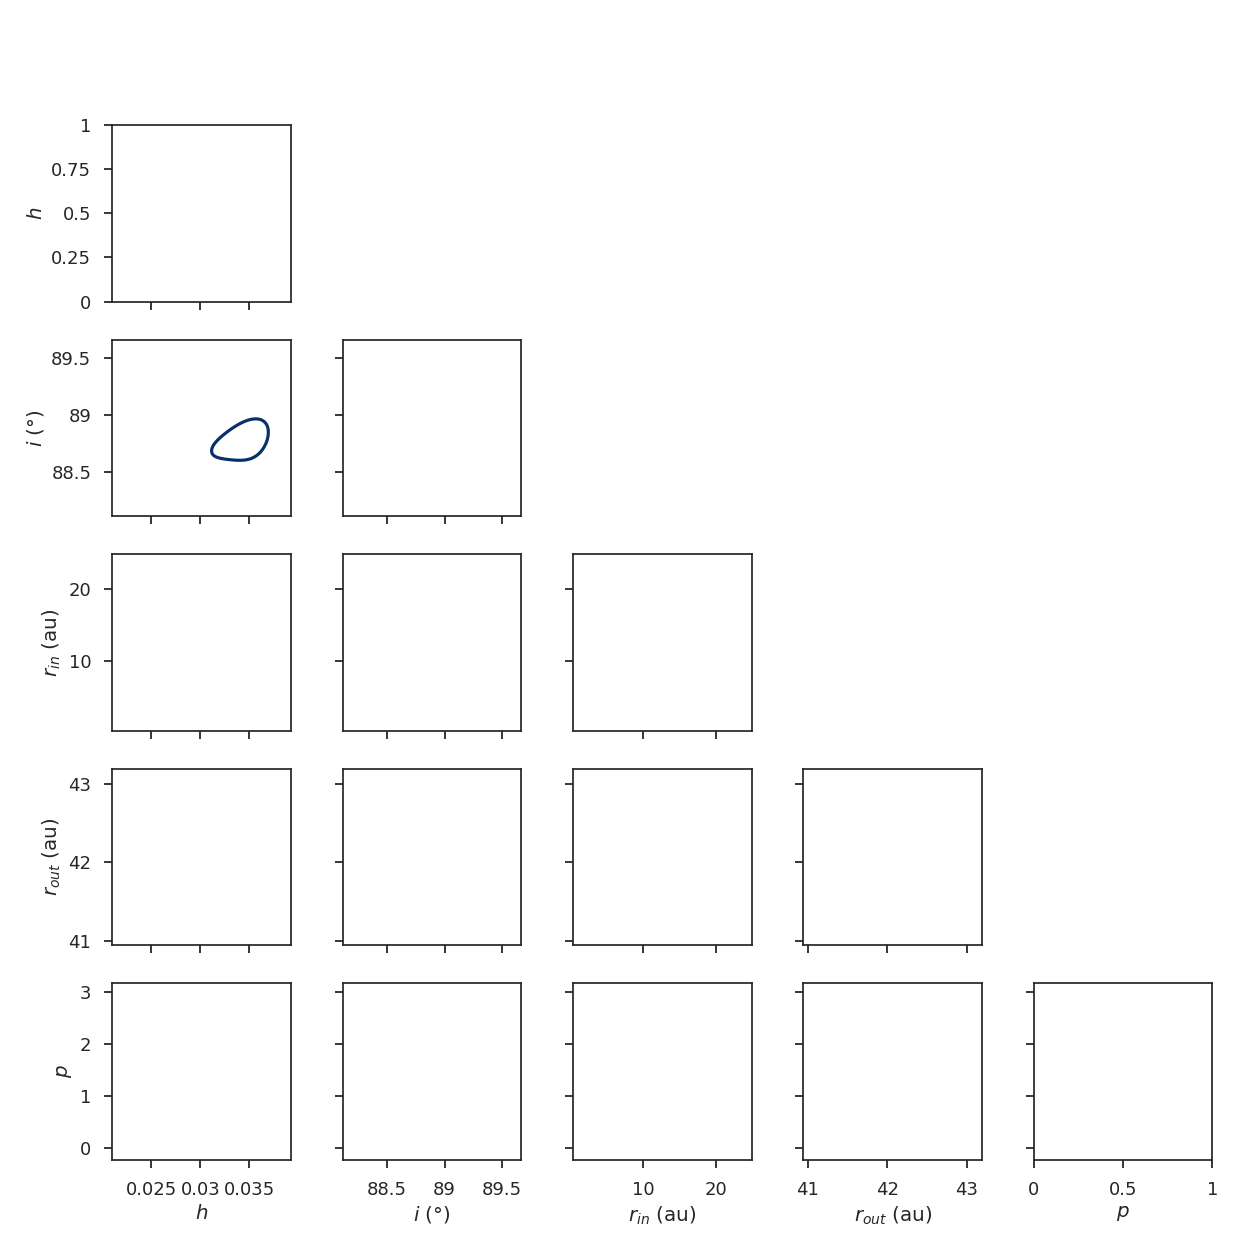 1
0.75
h 0.5
0.25
0
89.5
i (°) 89
88.5
20
r_in (au) 10
43
r_out (au) 42
41
3
2
p 1
0
0.025 0.03 0.035 88.5 89 89.5 10 20 41 42 43 0 0.5 1
h i (°) r_in (au) r_out (au) p